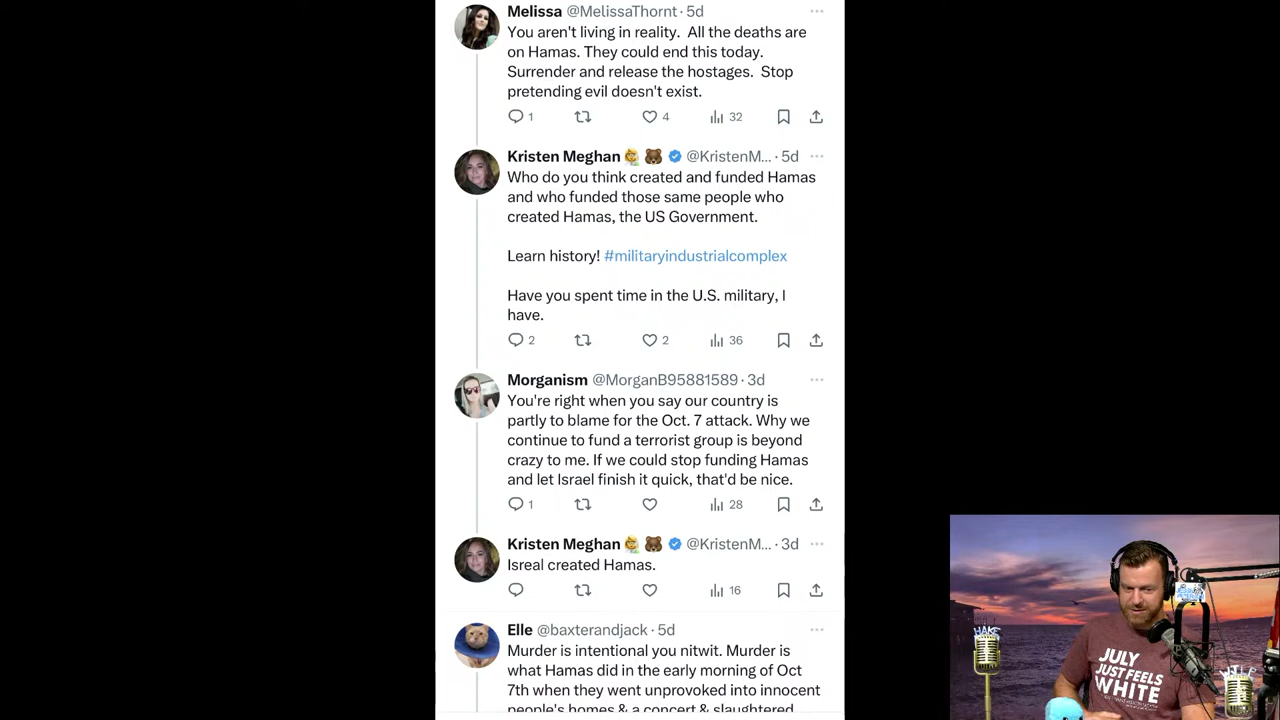 Melissa @MelissaThornt · 5d
You aren't living in reality.  All the deaths are
on Hamas. They could end this today.
Surrender and release the hostages.  Stop
pretending evil doesn't exist.
1 4 32
Kristen Meghan @KristenM... · 5d
Who do you think created and funded Hamas
and who funded those same people who
created Hamas, the US Government.
Learn history! #militaryindustrialcomplex
Have you spent time in the U.S. military, I
have.
2 2 36
Morganism @MorganB95881589 · 3d
You're right when you say our country is
partly to blame for the Oct. 7 attack. Why we
continue to fund a terrorist group is beyond
crazy to me. If we could stop funding Hamas
and let Israel finish it quick, that'd be nice.
1 28
Kristen Meghan @KristenM... · 3d
Isreal created Hamas.
16
Elle @baxterandjack · 5d
Murder is intentional you nitwit. Murder is
what Hamas did in the early morning of Oct
7th when they went unprovoked into innocent
people's homes & a concert & slaughtered
JULY
JUST FEELS
WHITE